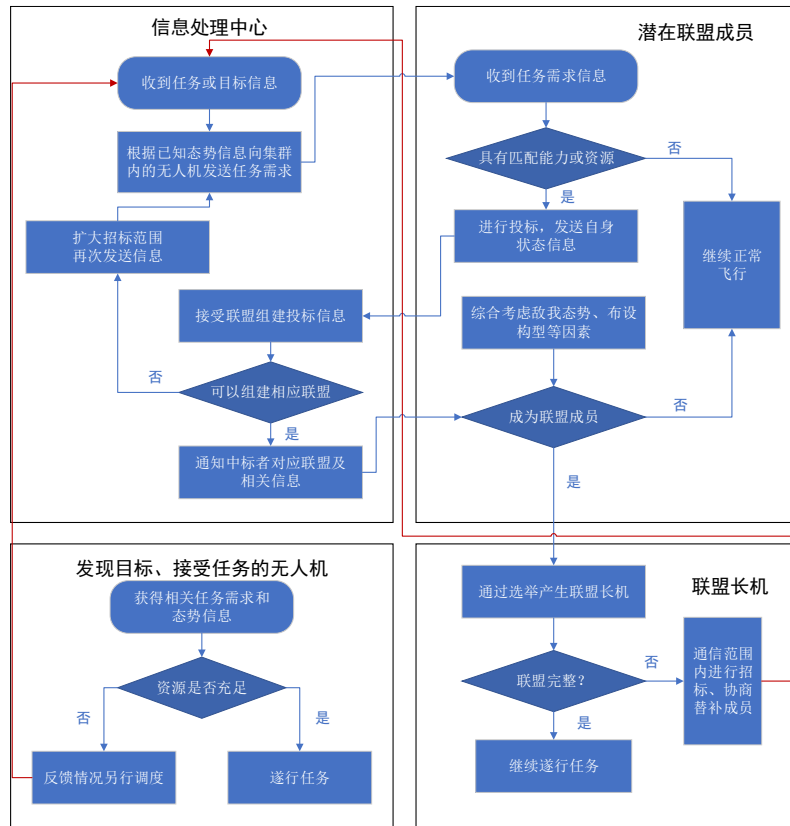 信息处理中心
收到任务或目标信息
根据已知态势信息向集群
内的无人机发送任务需求
扩大招标范围
再次发送信息
接受联盟组建投标信息
否
可以组建相应联盟
是
通知中标者对应联盟及
相关信息
潜在联盟成员
收到任务需求信息
具有匹配能力或资源
否
是
进行投标，发送自身
状态信息
继续正常
飞行
综合考虑敌我态势、布设
构型等因素
成为联盟成员
否
是
发现目标、接受任务的无人机
获得相关任务需求和
态势信息
资源是否充足
否
是
反馈情况另行调度
遂行任务
联盟长机
通过选举产生联盟长机
联盟完整？
否
通信范围
内进行招
标、协商
替补成员
是
继续遂行任务